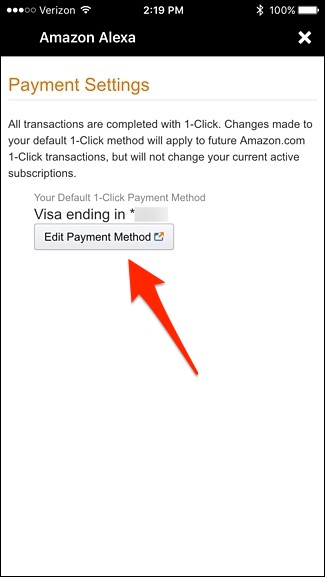 Verizon 2:19 PM 100%
Amazon Alexa
Payment Settings
All transactions are completed with 1-Click. Changes made to
your default 1-Click method will apply to future Amazon.com
1-Click transactions, but will not change your current active
subscriptions.
Your Default 1-Click Payment Method
Visa ending in *
Edit Payment Method